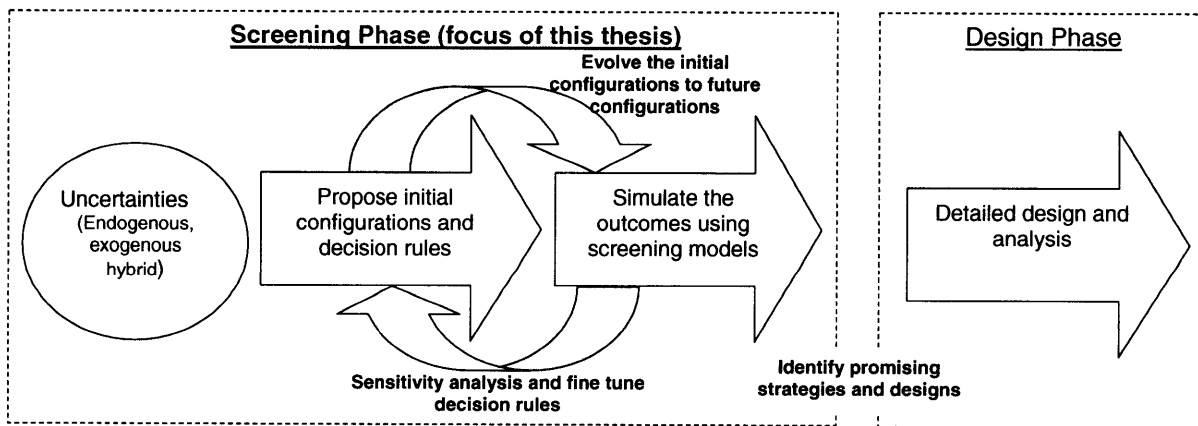 Screening Phase (focus of this thesis)
Evolve the initial
configurations to future
configurations
Uncertainties
(Endogenous,
exogenous
hybrid)
Propose initial
configurations and
decision rules
Simulate the
outcomes using
screening models
Sensitivity analysis and fine tune
decision rules
Identify promising
strategies and designs
Design Phase
Detailed design and
analysis